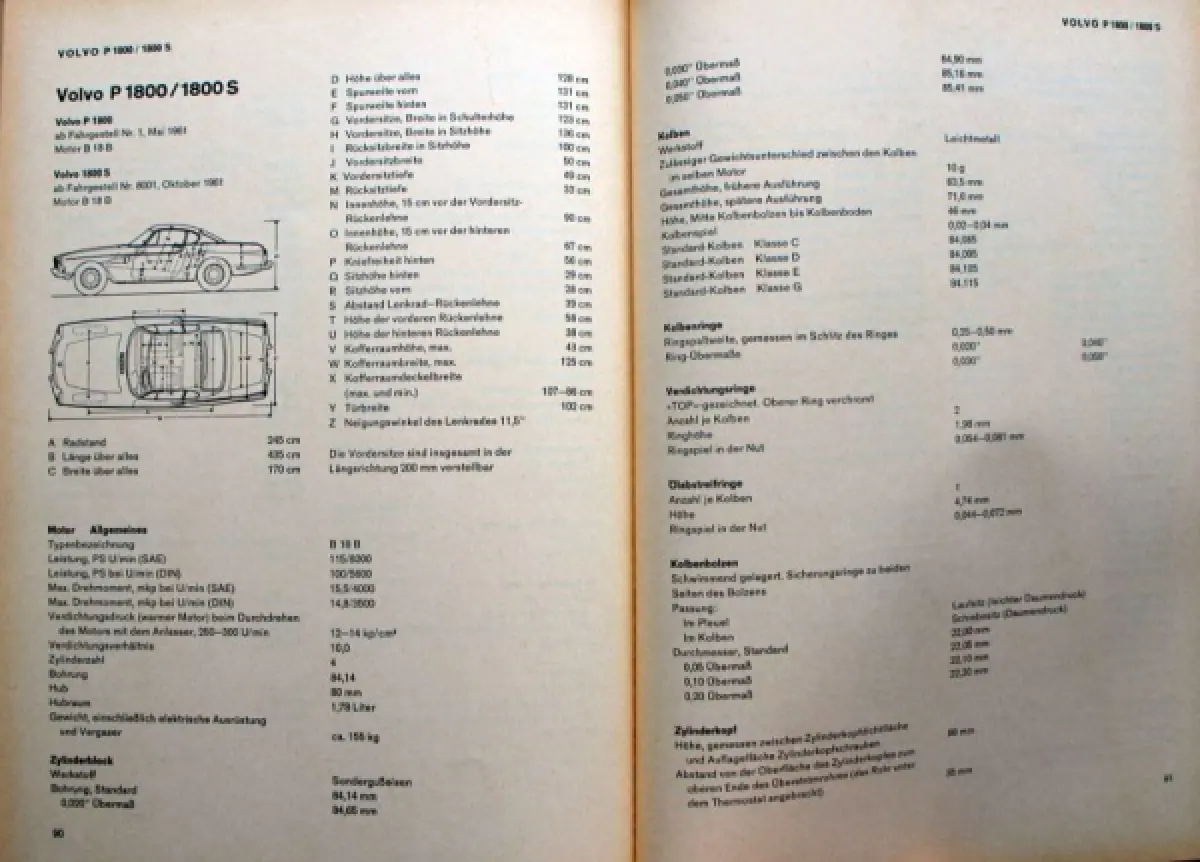 VOLVO P 1800 / 1800 S
Volvo P 1800/1800 S
Volvo P 1800
ab Fahrgestell Nr. 1, Mai 1961
Motor B 18 B
Volvo 1800 S
ab Fahrgestell Nr. 8001, Oktober 1961
Motor B 18 B
A Radstand 245 cm
B Länge über alles 435 cm
C Breite über alles 170 cm
D Höhe über alles 128 cm
E Spurweite vorn 131 cm
F Spurweite hinten 131 cm
G Vordersitze, Breite in Schulterhöhe 123 cm
H Vordersitze, Breite in Sitzhöhe 136 cm
I Rücksitzbreite in Sitzhöhe 100 cm
J Vordersitzbreite 50 cm
K Vordersitztiefe 49 cm
M Rücksitztiefe 33 cm
N Innenhöhe, 15 cm vor der Vordersitz-
Rückenlehne 90 cm
O Innenhöhe, 15 cm vor der hinteren
Rückenlehne 67 cm
P Kniefreiheit hinten 56 cm
Q Sitzhöhe hinten 29 cm
R Sitzhöhe vorn 28 cm
S Abstand Lenkrad–Rückenlehne 39 cm
T Höhe der vorderen Rückenlehne 58 cm
U Höhe der hinteren Rückenlehne 38 cm
V Kofferraumhöhe, max. 43 cm
W Kofferraumbreite, max. 125 cm
X Kofferraumdeckelbreite
(max. und min.) 107–66 cm
Y Türbreite 102 cm
Z Neigungswinkel des Lenkrades 11,5°
Die Vordersitze sind insgesamt in der
Längsrichtung 200 mm verstellbar
Motor Allgemeines
Typenbezeichnung B 18 B
Leistung, PS U/min (SAE) 115/6000
Leistung, PS bei U/min (DIN) 100/5600
Max. Drehmoment, mkp bei U/min (SAE) 15,5/4000
Max. Drehmoment, mkp bei U/min (DIN) 14,8/3500
Verdichtungsdruck (warmer Motor) beim Durchdrehen
des Motors mit dem Anlasser, 250–300 U/min 12–14 kg/cm²
Verdichtungsverhältnis 10,0
Zylinderzahl 4
Bohrung 84,14
Hub 80 mm
Hubraum 1,78 Liter
Gewicht, einschließlich elektrische Ausrüstung
und Vergaser ca. 155 kg
Zylinderblock
Werkstoff Sondergußeisen
Bohrung, Standard 84,14 mm
0,020" Übermaß 84,65 mm
90
VOLVO P 1800 / 1800 S
0,030" Übermaß 84,90 mm
0,040" Übermaß 85,16 mm
0,050" Übermaß 85,41 mm
Kolben
Werkstoff Leichtmetall
Zulässiger Gewichtsunterschied zwischen den Kolben
im selben Motor 10 g
Gesamthöhe, frühere Ausführung 83,5 mm
Gesamthöhe, spätere Ausführung 71,6 mm
Höhe, Mitte Kolbenbolzen bis Kolbenboden 46 mm
Kolbenspiel 0,02–0,04 mm
Standard-Kolben Klasse C 84,085
Standard-Kolben Klasse D 84,095
Standard-Kolben Klasse E 84,105
Standard-Kolben Klasse G 84,115
Kolbenringe
Ringspaltweite, gemessen im Schlitz des Ringes 0,25–0,50 mm
Ring-Übermaße 0,020" 0,040"
0,030" 0,050"
Verdichtungsringe
»TOP«-gezeichnet. Oberer Ring verchromt
Anzahl je Kolben 2
Ringhöhe 1,98 mm
Ringspiel in der Nut 0,054–0,081 mm
Ölabstreifringe
Anzahl je Kolben 1
Höhe 4,74 mm
Ringspiel in der Nut 0,044–0,072 mm
Kolbenbolzen
Schwimmend gelagert. Sicherungsringe zu beiden
Seiten des Bolzens
Passung:
Im Pleuel Laufsitz (leichter Daumendruck)
Im Kolben Schiebesitz (Daumendruck)
Durchmesser, Standard 22,00 mm
0,05 Übermaß 22,05 mm
0,10 Übermaß 22,10 mm
0,20 Übermaß 22,20 mm
Zylinderkopf
Höhe, gemessen zwischen Zylinderkopfdichtfläche
und Auflagefläche Zylinderkopfschrauben
Abstand von der Oberfläche des Zylinderkopfes zum
oberen Ende des Überströmrohres (das Rohr unter
dem Thermostat angebracht)
91